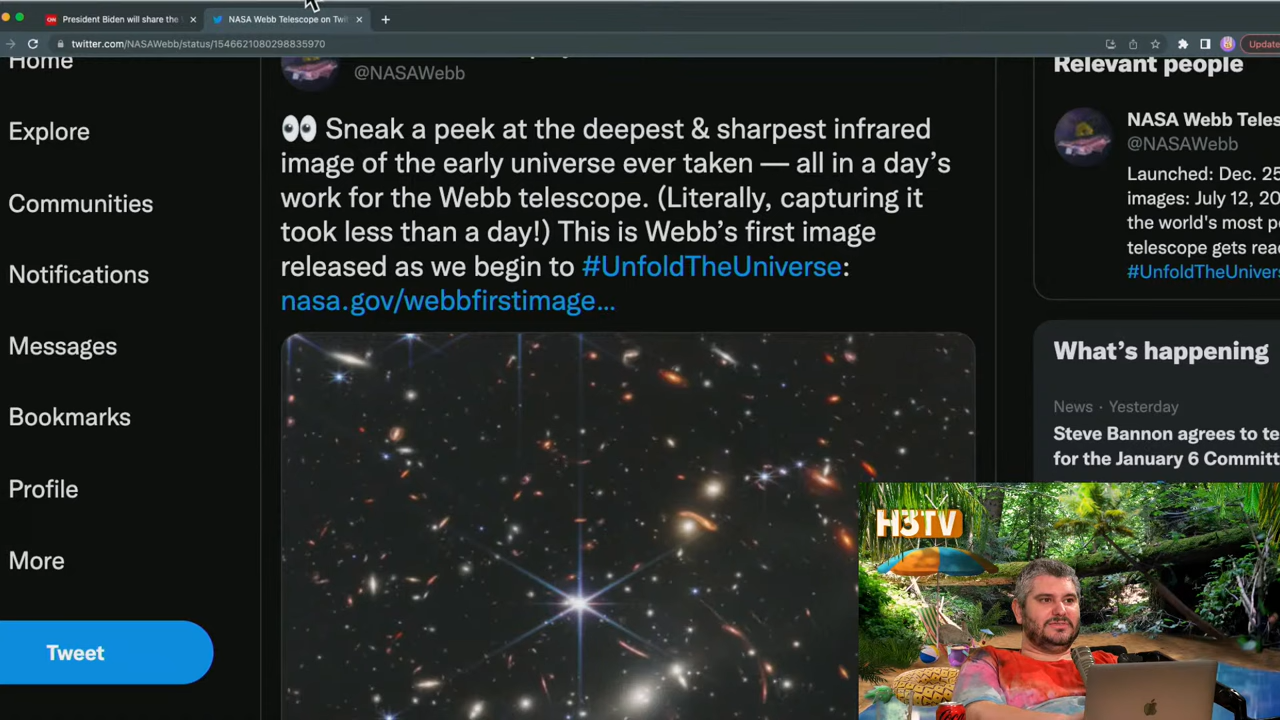 President Biden will share the
NASA Webb Telescope on Twi
twitter.com/NASAWebb/status/1546621080298835970
Update
Home
Explore
Communities
Notifications
Messages
Bookmarks
Profile
More
Tweet
@NASAWebb
👀 Sneak a peek at the deepest & sharpest infrared
image of the early universe ever taken — all in a day's
work for the Webb telescope. (Literally, capturing it
took less than a day!) This is Webb's first image
released as we begin to #UnfoldTheUniverse:
nasa.gov/webbfirstimage…
Relevant people
NASA Webb Teles
@NASAWebb
Launched: Dec. 25
images: July 12, 20
the world's most po
telescope gets read
#UnfoldTheUnivers
What's happening
News · Yesterday
Steve Bannon agrees to te
for the January 6 Committ
H3TV